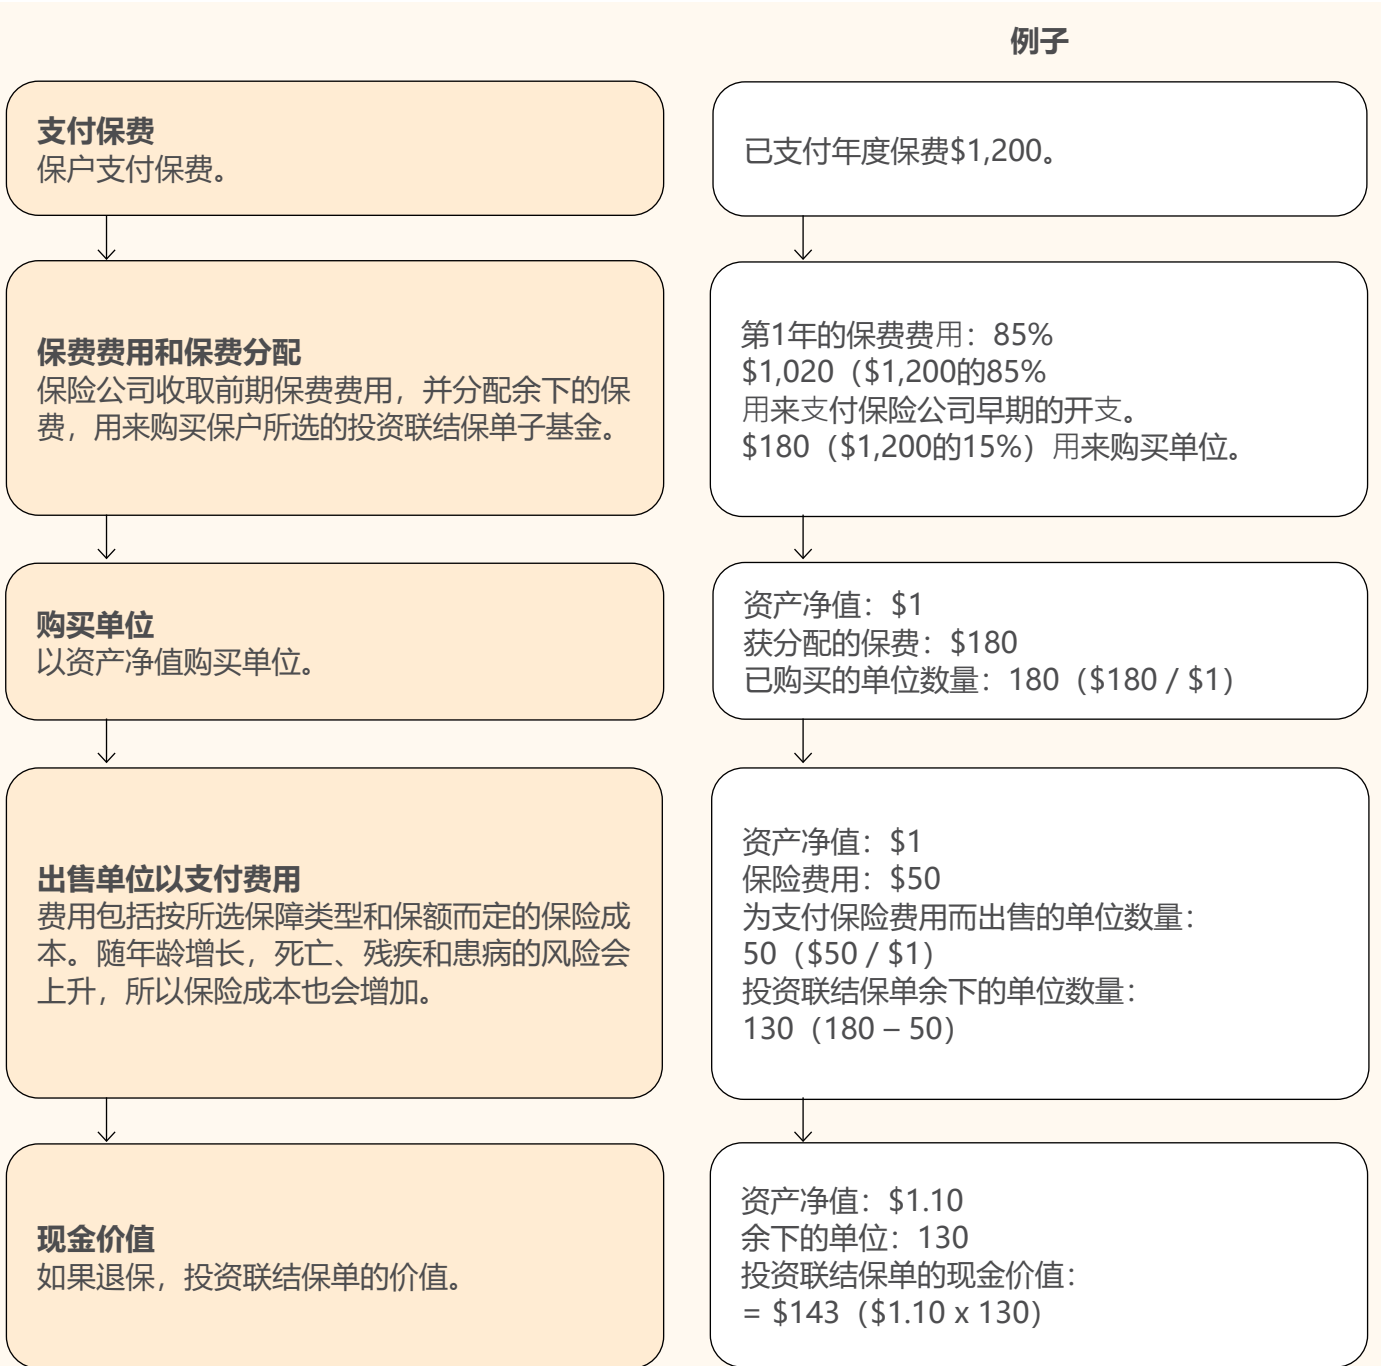 例子
支付保费
保户支付保费。
已支付年度保费$1,200。
保费费用和保费分配
保险公司收取前期保费费用，并分配余下的保
费，用来购买保户所选的投资联结保单子基金。
第1年的保费费用：85%
$1,020（$1,200的85%
用来支付保险公司早期的开支。
$180（$1,200的15%）用来购买单位。
购买单位
以资产净值购买单位。
资产净值：$1
获分配的保费：$180
已购买的单位数量：180（$180 / $1）
出售单位以支付费用
费用包括按所选保障类型和保额而定的保险成
本。随年龄增长，死亡、残疾和患病的风险会
上升，所以保险成本也会增加。
资产净值：$1
保险费用：$50
为支付保险费用而出售的单位数量：
50（$50 / $1）
投资联结保单余下的单位数量：
130（180 – 50）
现金价值
如果退保，投资联结保单的价值。
资产净值：$1.10
余下的单位：130
投资联结保单的现金价值：
= $143（$1.10 x 130）